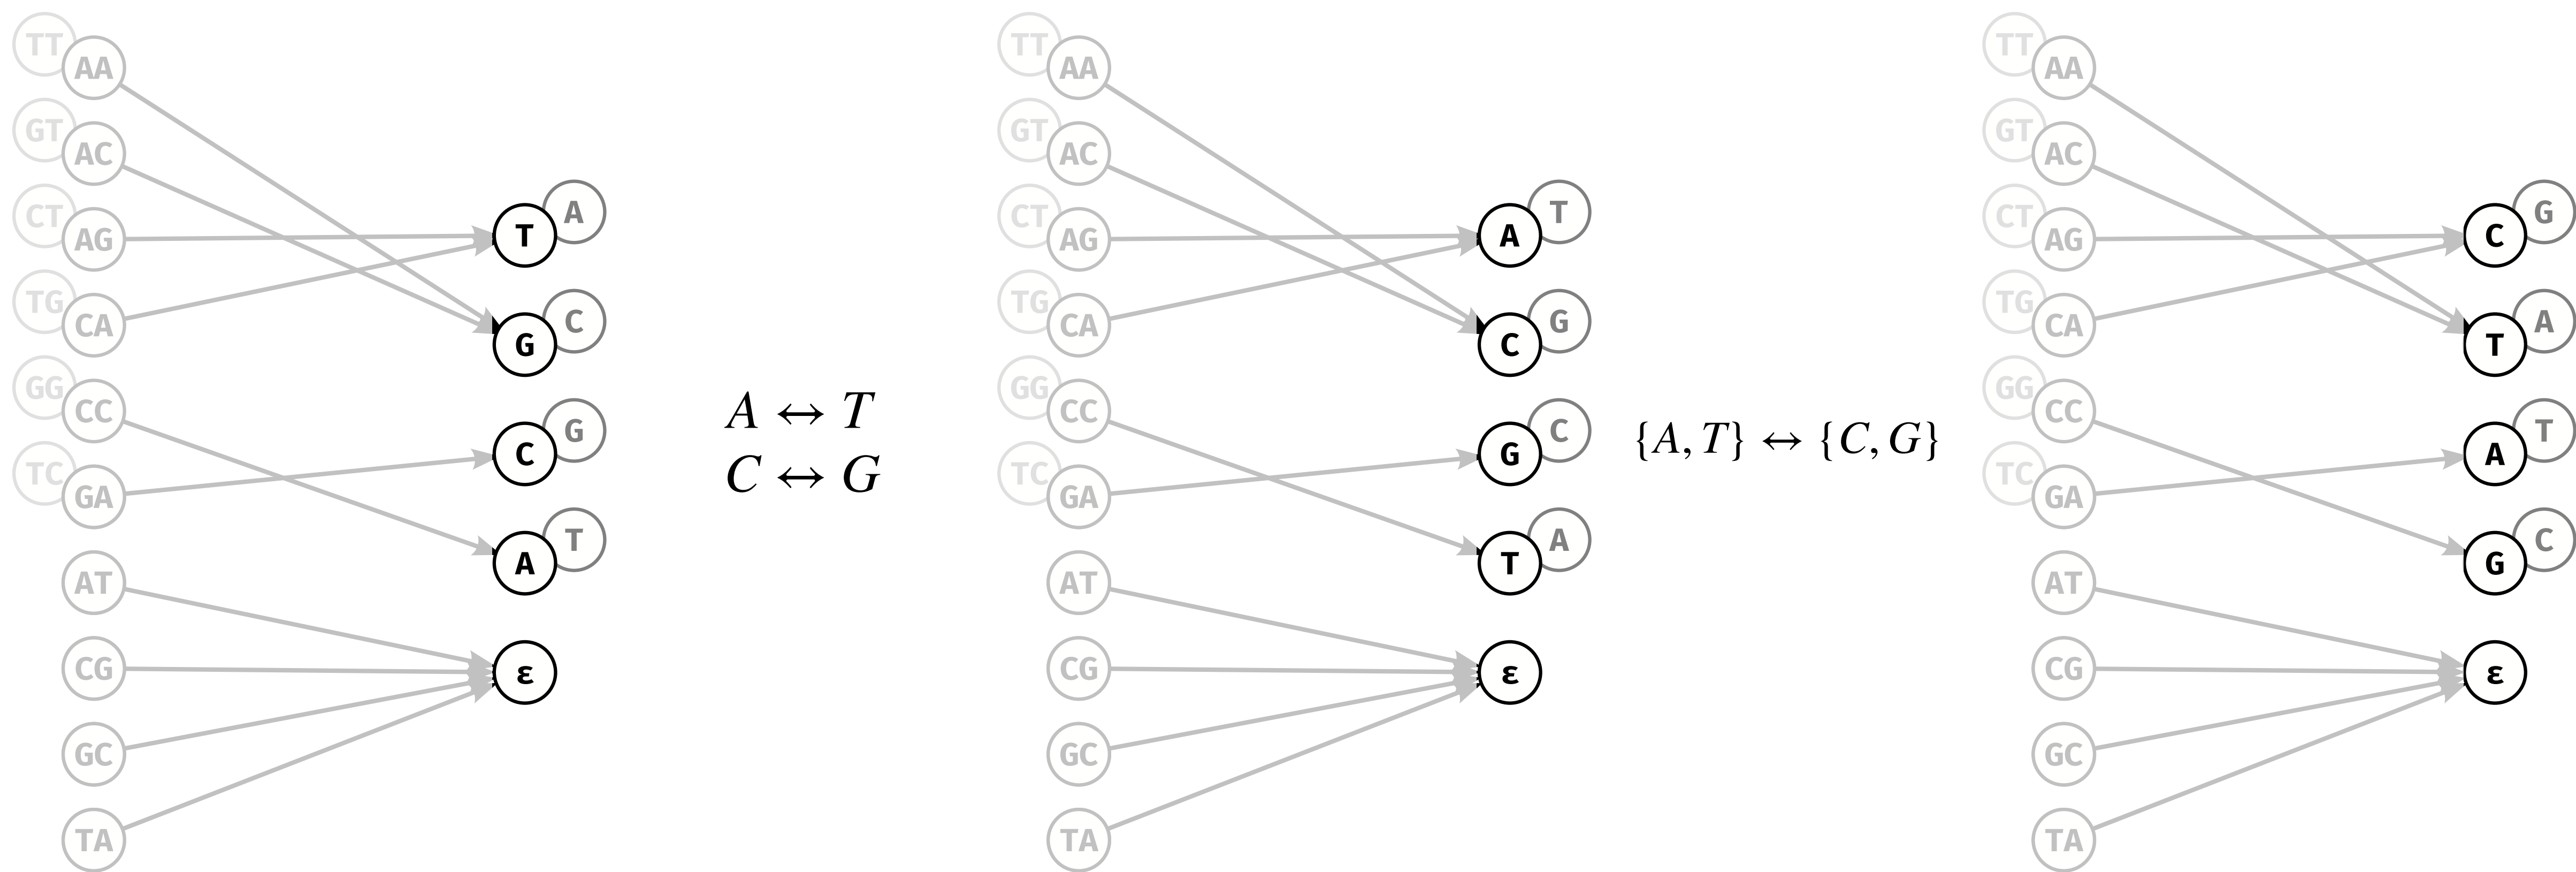 TT
AA
GT
AC
CT
AG
TG
CA
GG
CC
TC
GA
AT
CG
GC
TA
T
A
G
C
C
G
A
T
ε
A ↔ T
C ↔ G
TT
AA
GT
AC
CT
AG
TG
CA
GG
CC
TC
GA
AT
CG
GC
TA
A
T
C
G
G
C
T
A
ε
{A, T} ↔ {C, G}
TT
AA
GT
AC
CT
AG
TG
CA
GG
CC
TC
GA
AT
CG
GC
TA
C
G
T
A
A
T
G
C
ε